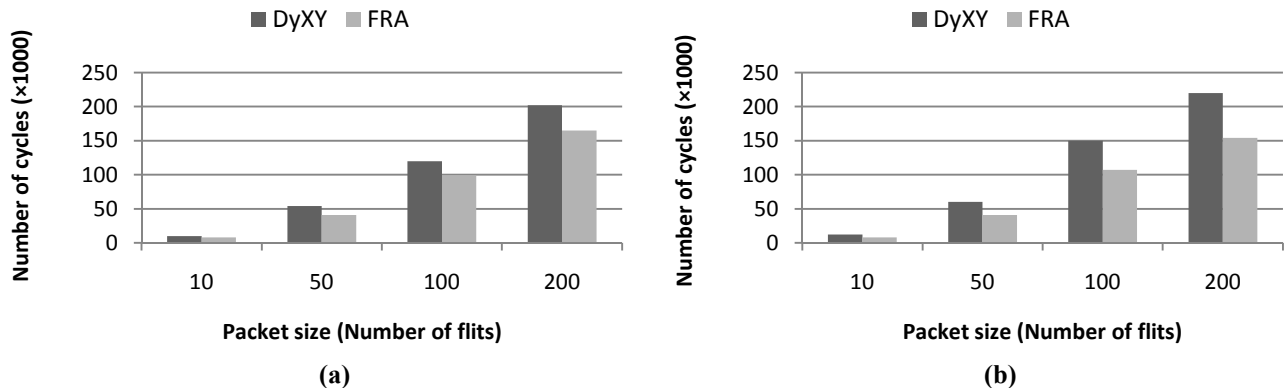 DyXY FRA
Number of cycles (×1000)
250
200
150
100
50
0
10 50 100 200
Packet size (Number of flits)
(a)
DyXY FRA
Number of cycles (×1000)
250
200
150
100
50
0
10 50 100 200
Packet size (Number of flits)
(b)